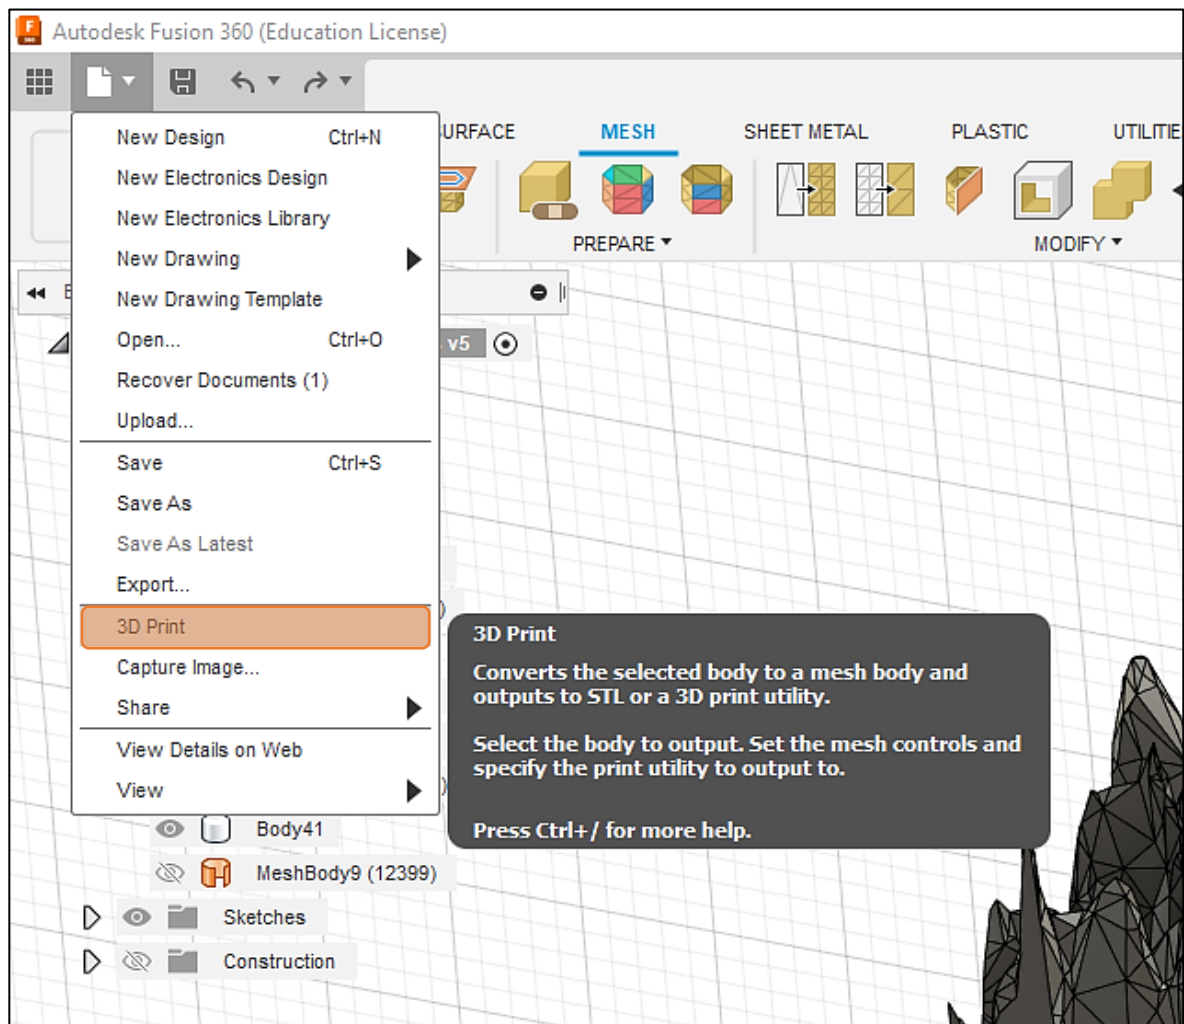 Autodesk Fusion 360 (Education License)
New Design Ctrl+N
New Electronics Design
New Electronics Library
New Drawing
New Drawing Template
Open... Ctrl+O
Recover Documents (1)
Upload...
Save Ctrl+S
Save As
Save As Latest
Export...
3D Print
Capture Image...
Share
View Details on Web
View
URFACE
MESH
SHEET METAL
PLASTIC
UTILITIE
PREPARE
MODIFY
v5
3D Print
Converts the selected body to a mesh body and
outputs to STL or a 3D print utility.
Select the body to output. Set the mesh controls and
specify the print utility to output to.
Press Ctrl+/ for more help.
Body41
MeshBody9 (12399)
Sketches
Construction